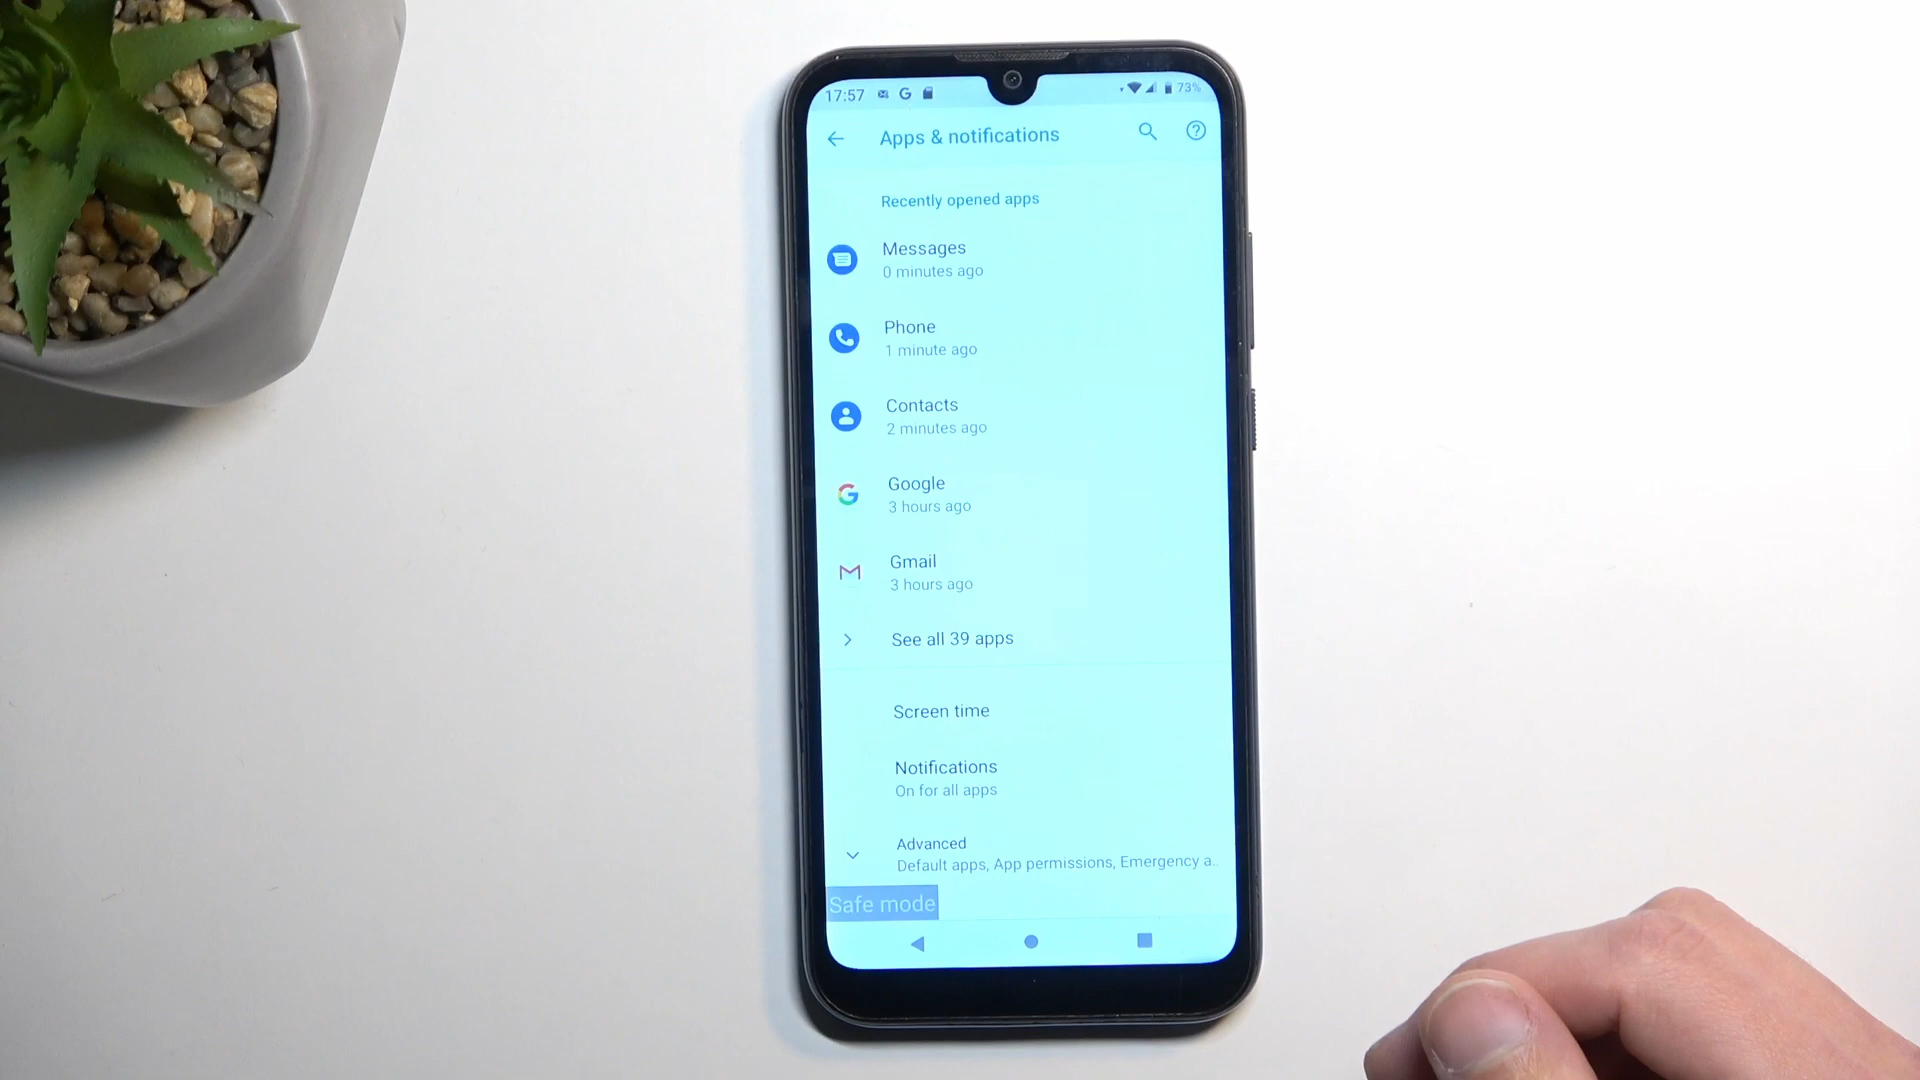 17:57 G 73%
Apps & notifications
Recently opened apps
Messages
0 minutes ago
Phone
1 minute ago
Contacts
2 minutes ago
Google
3 hours ago
Gmail
3 hours ago
See all 39 apps
Screen time
Notifications
On for all apps
Advanced
Default apps, App permissions, Emergency a..
Safe mode